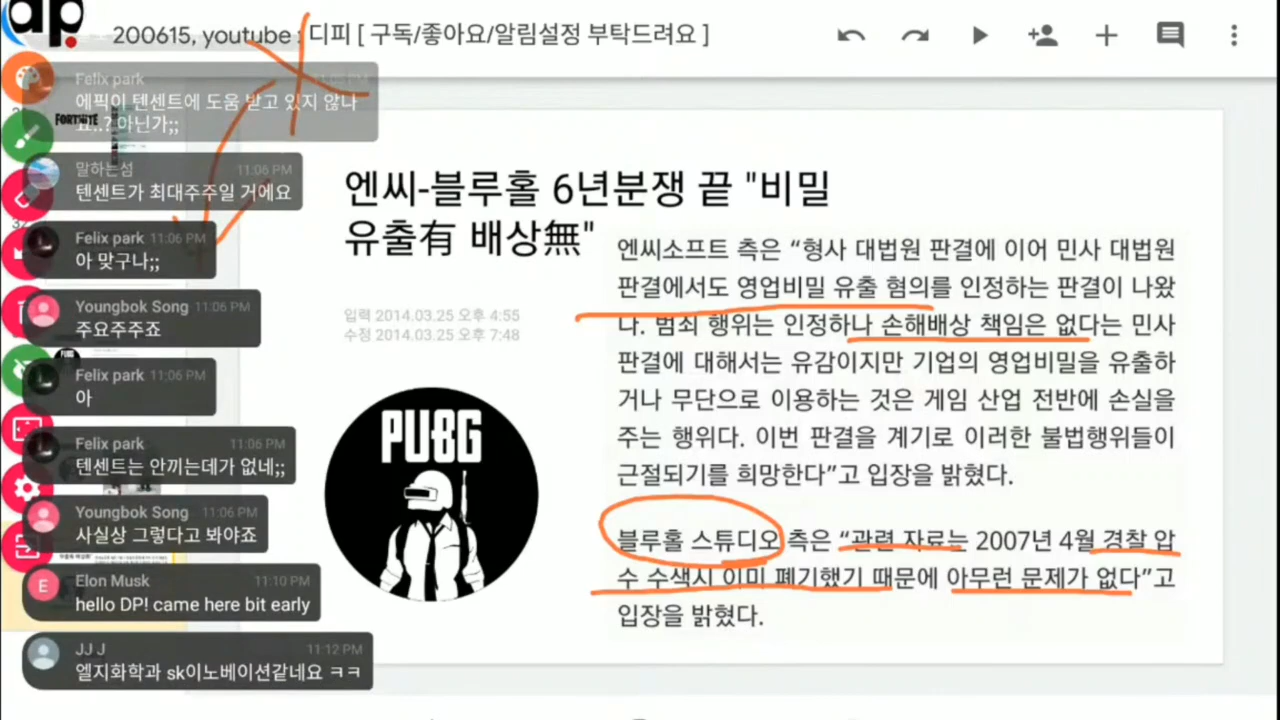 dp
200615, youtube : 디피 [ 구독/좋아요/알림설정 부탁드려요 ]
Felix park 11:05 PM
에픽이 텐센트에 도움 받고 있지 않나
요..? 아닌가;;
FORTNITE
말하는섬 11:06 PM
텐센트가 최대주주일 거에요
Felix park 11:06 PM
아 맞구나;;
Youngbok Song 11:06 PM
주요주주죠
Felix park 11:06 PM
아
Felix park 11:06 PM
텐센트는 안끼는데가 없네;;
Youngbok Song 11:06 PM
사실상 그렇다고 봐야죠
E
Elon Musk 11:10 PM
hello DP! came here bit early
JJ J 11:12 PM
엘지화학과 sk이노베이션같네요 ㅋㅋ
엔씨-블루홀 6년분쟁 끝 "비밀
유출有 배상無"
입력 2014.03.25 오후 4:55
수정 2014.03.25 오후 7:48
PUBG
엔씨소프트 측은 “형사 대법원 판결에 이어 민사 대법원
판결에서도 영업비밀 유출 혐의를 인정하는 판결이 나왔
다. 범죄 행위는 인정하나 손해배상 책임은 없다는 민사
판결에 대해서는 유감이지만 기업의 영업비밀을 유출하
거나 무단으로 이용하는 것은 게임 산업 전반에 손실을
주는 행위다. 이번 판결을 계기로 이러한 불법행위들이
근절되기를 희망한다”고 입장을 밝혔다.
블루홀 스튜디오 측은 “관련 자료는 2007년 4월 경찰 압
수 수색시 이미 폐기했기 때문에 아무런 문제가 없다”고
입장을 밝혔다.